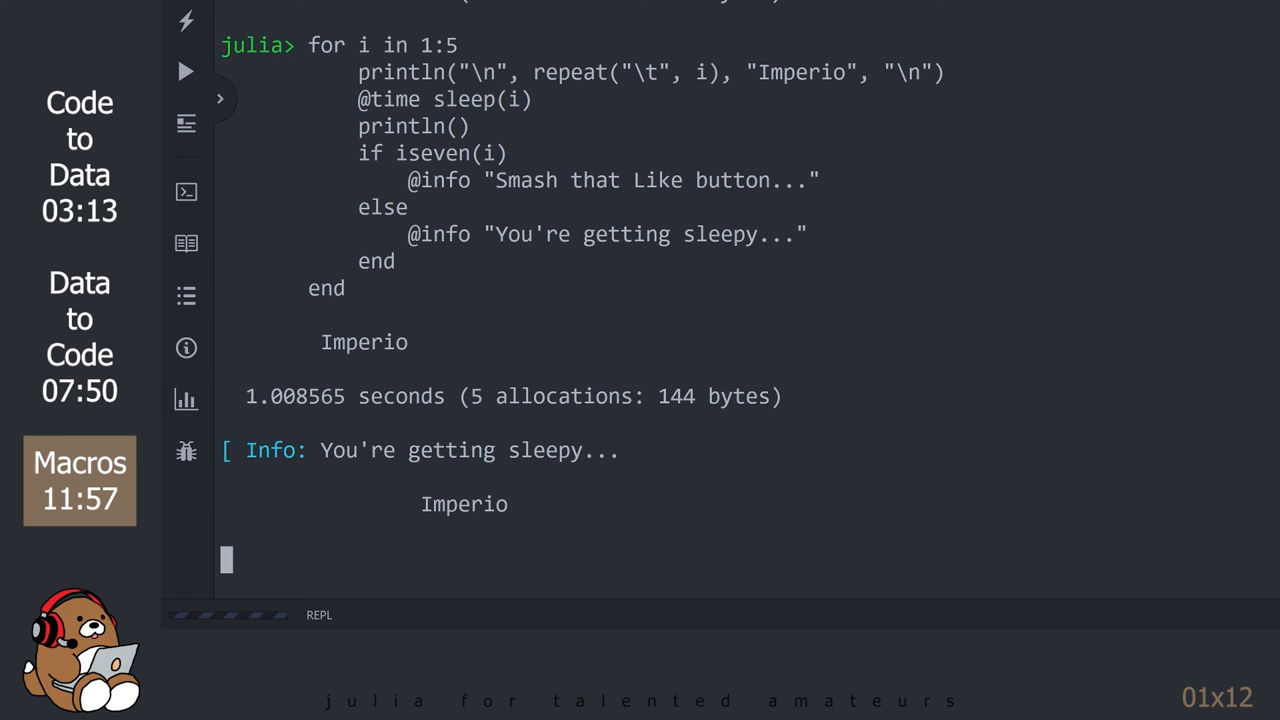 Code
to
Data
03:13
Data
to
Code
07:50
Macros
11:57
julia> for i in 1:5
println("\n", repeat("\t", i), "Imperio", "\n")
@time sleep(i)
println()
if iseven(i)
@info "Smash that Like button..."
else
@info "You're getting sleepy..."
end
end
Imperio
1.008565 seconds (5 allocations: 144 bytes)
[ Info: You're getting sleepy...
Imperio
REPL
julia for talented amateurs
01x12